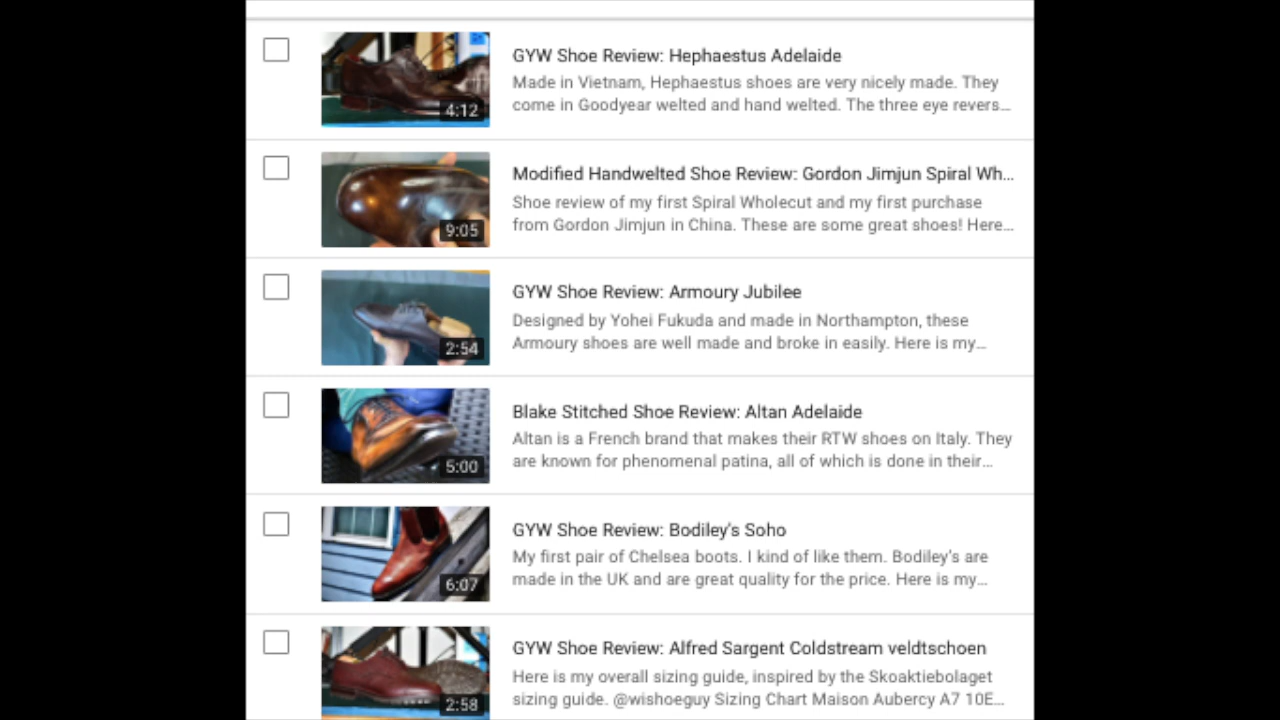 GYW Shoe Review: Hephaestus Adelaide
Made in Vietnam, Hephaestus shoes are very nicely made. They
come in Goodyear welted and hand welted. The three eye revers...
4:12
Modified Handwelted Shoe Review: Gordon Jimjun Spiral Wh...
Shoe review of my first Spiral Wholecut and my first purchase
from Gordon Jimjun in China. These are some great shoes! Here...
9:05
GYW Shoe Review: Armoury Jubilee
Designed by Yohei Fukuda and made in Northampton, these
Armoury shoes are well made and broke in easily. Here is my...
2:54
Blake Stitched Shoe Review: Altan Adelaide
Altan is a French brand that makes their RTW shoes on Italy. They
are known for phenomenal patina, all of which is done in their...
5:00
GYW Shoe Review: Bodiley's Soho
My first pair of Chelsea boots. I kind of like them. Bodiley's are
made in the UK and are great quality for the price. Here is my...
6:07
GYW Shoe Review: Alfred Sargent Coldstream veldtschoen
Here is my overall sizing guide, inspired by the Skoaktiebolaget
sizing guide. @wishoeguy Sizing Chart Maison Aubercy A7 10E...
2:58